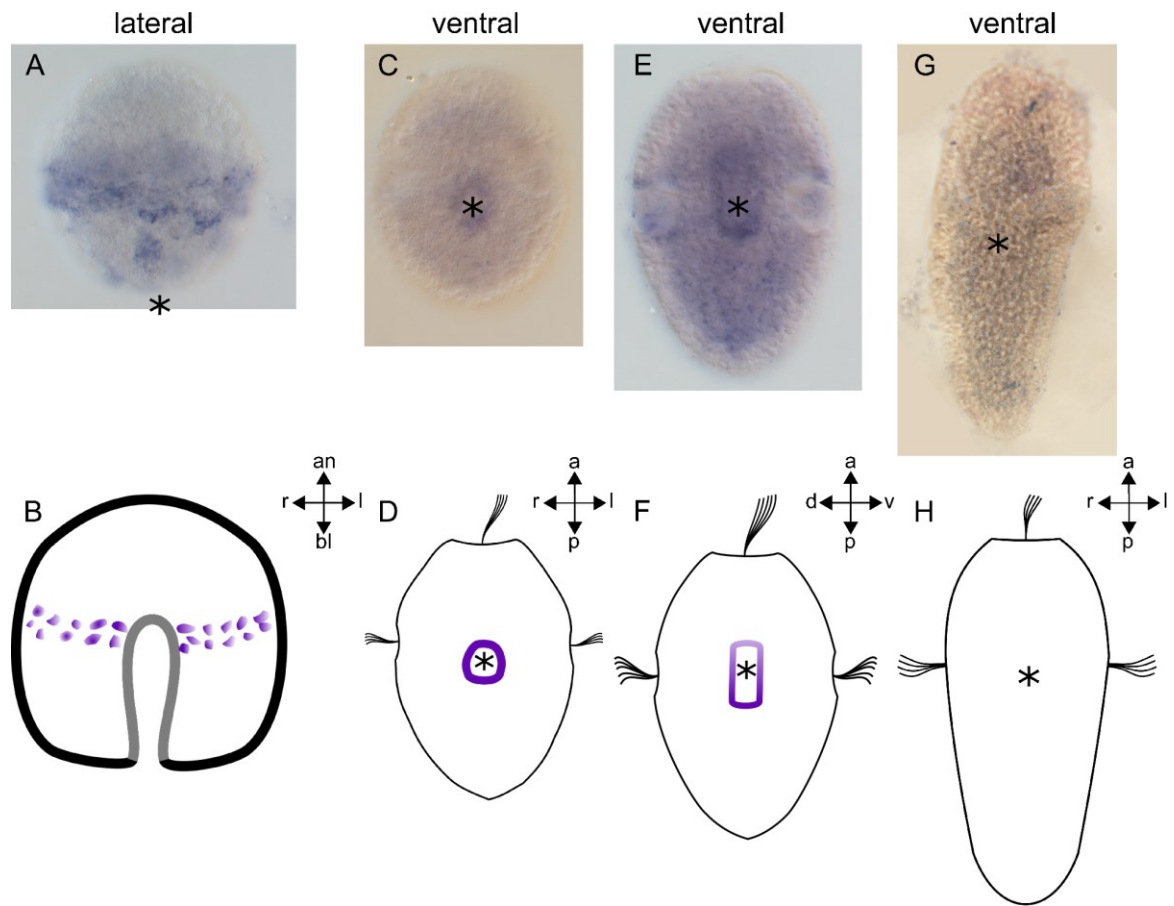 lateral ventral ventral ventral
A C E G
*
*
*
*
an a a a
r l r l d v r l
bl p p p
B D F H
*
*
*